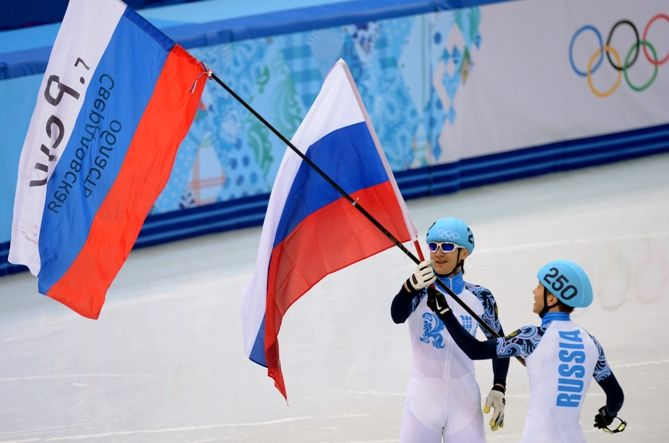 г. Реж
Свердловская
область
250
RUSSIA